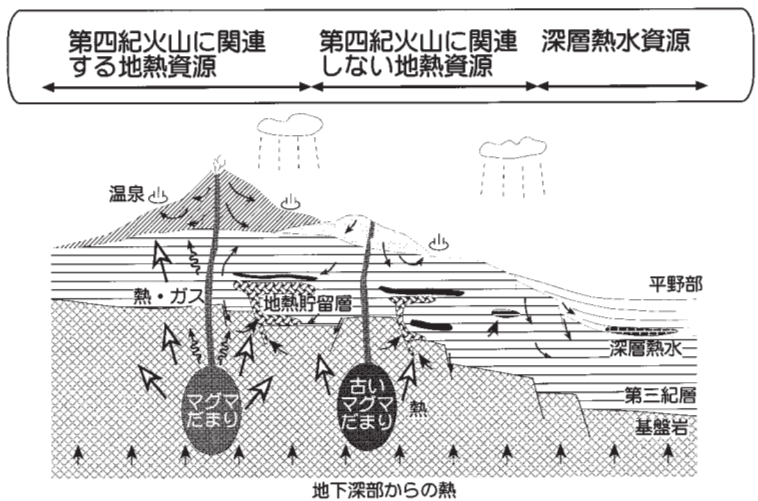 第四紀火山に関連
する地熱資源
第四紀火山に関連
しない地熱資源
深層熱水資源
温泉
熱・ガス
地熱貯留層
平野部
深層熱水
マグマ
だまり
古い
マグマ
だまり
熱
第三紀層
基盤岩
地下深部からの熱